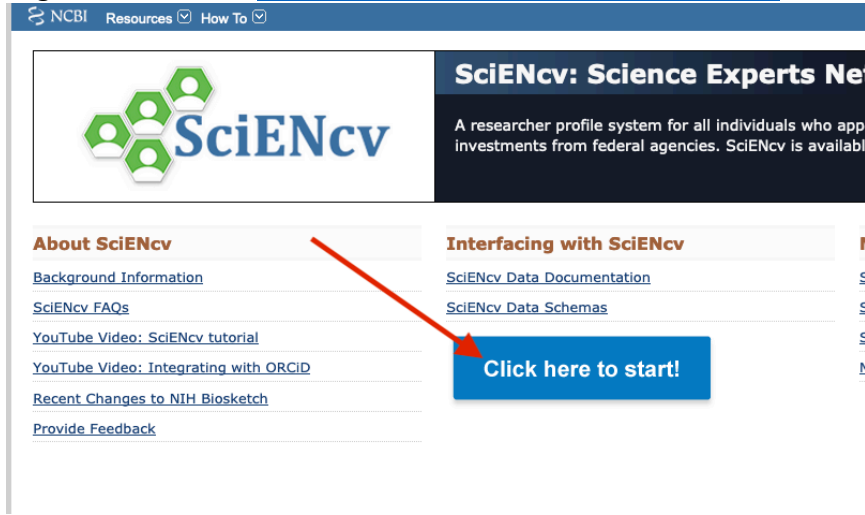 NCBI Resources How To
SciENcv
SciENcv: Science Experts Ne
A researcher profile system for all individuals who app
investments from federal agencies. SciENcv is availabl
About SciENcv
Background Information
SciENcv FAQs
YouTube Video: SciENcv tutorial
YouTube Video: Integrating with ORCiD
Recent Changes to NIH Biosketch
Provide Feedback
Interfacing with SciENcv
SciENcv Data Documentation
SciENcv Data Schemas
Click here to start!